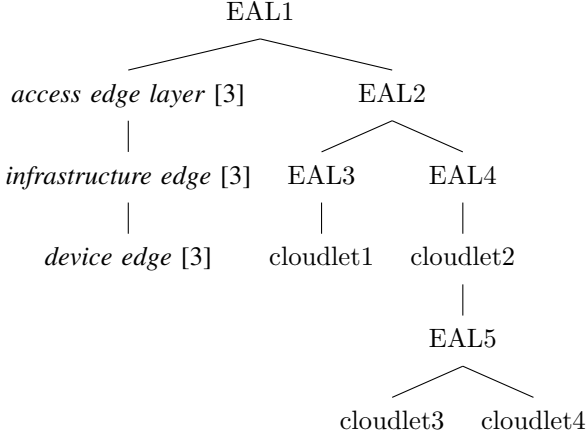 EAL1
access edge layer [3] EAL2
infrastructure edge [3] EAL3 EAL4
device edge [3] cloudlet1 cloudlet2
EAL5
cloudlet3 cloudlet4